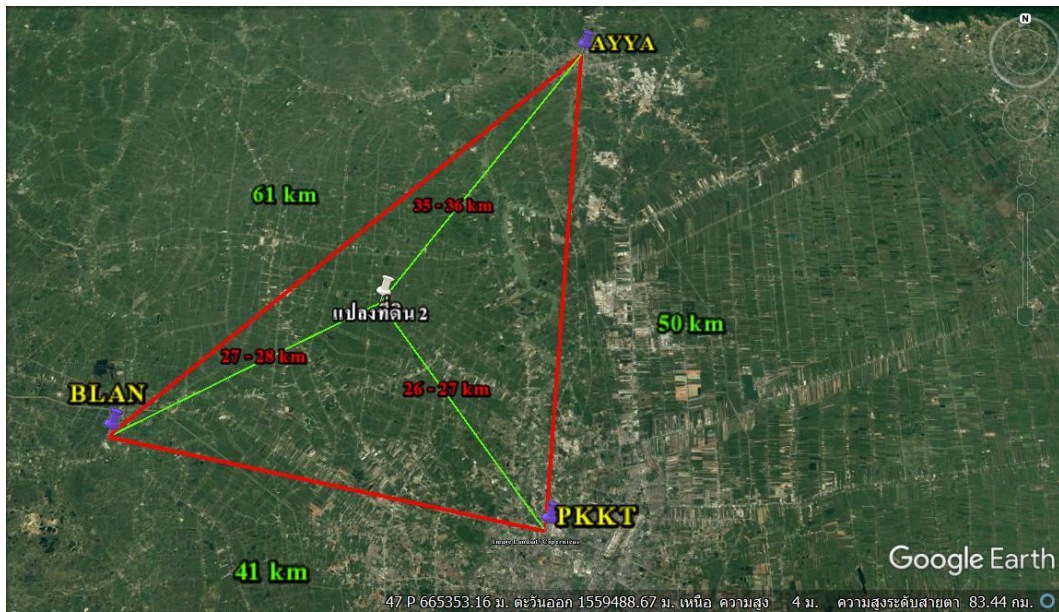 N
AYYA
61 km
35 - 36 km
แปลงที่ดิน 2
50 km
27 - 28 km
BLAN
26 - 27 km
PKKT
Image Landsat / Copernicus
41 km
Google Earth
47 P 665353.16 ม. ตะวันออก 1559488.67 ม. เหนือ ความสูง 4 ม. ความสูงระดับสายตา 83.44 กม.